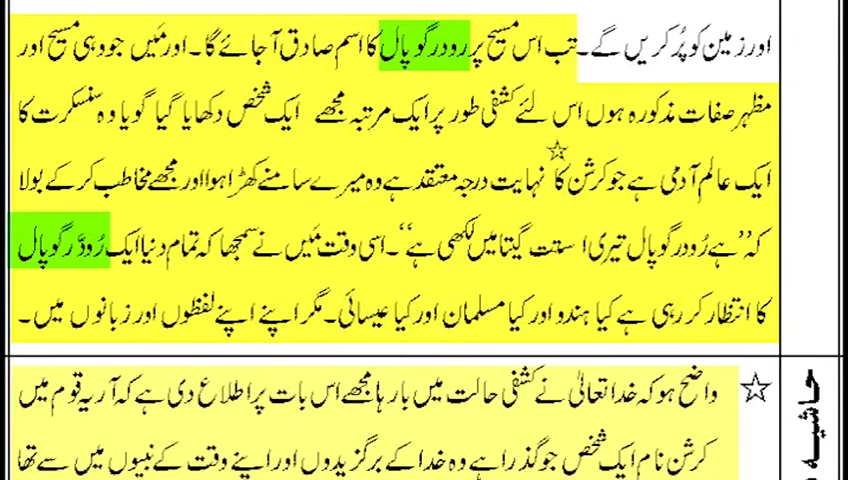 اور زمین کو پُر کریں گے۔ تب اس مسیح پر رودر گوپال کا اسم صادق آ جائے گا۔ اور مَیں جو وہی مسیح اور
مظہر صفات مذکورہ ہوں اس لئے کشفی طور پر ایک مرتبہ مجھے ایک شخص دکھایا گیا گویا وہ سنسکرت کا
ایک عالم آدمی ہے جو کرشن کا☆ نہایت درجہ معتقد ہے وہ میرے سامنے کھڑا ہوا اور مجھے مخاطب کر کے بولا
کہ ’’ہے رُودر گوپال تیری استت گیتا میں لکھی ہے‘‘۔ اسی وقت مَیں نے سمجھا کہ تمام دنیا ایک رُودّر گوپال
کا انتظار کر رہی ہے کیا ہندو اور کیا مسلمان اور کیا عیسائی۔ مگر اپنے اپنے لفظوں اور زبانوں میں۔
حاشیہ
☆ واضح ہو کہ خدا تعالیٰ نے کشفی حالت میں بارہا مجھے اس بات پر اطلاع دی ہے کہ آریہ قوم میں
کرشن نام ایک شخص جو گذرا ہے وہ خدا کے برگزیدوں اور اپنے وقت کے نبیوں میں سے تھا